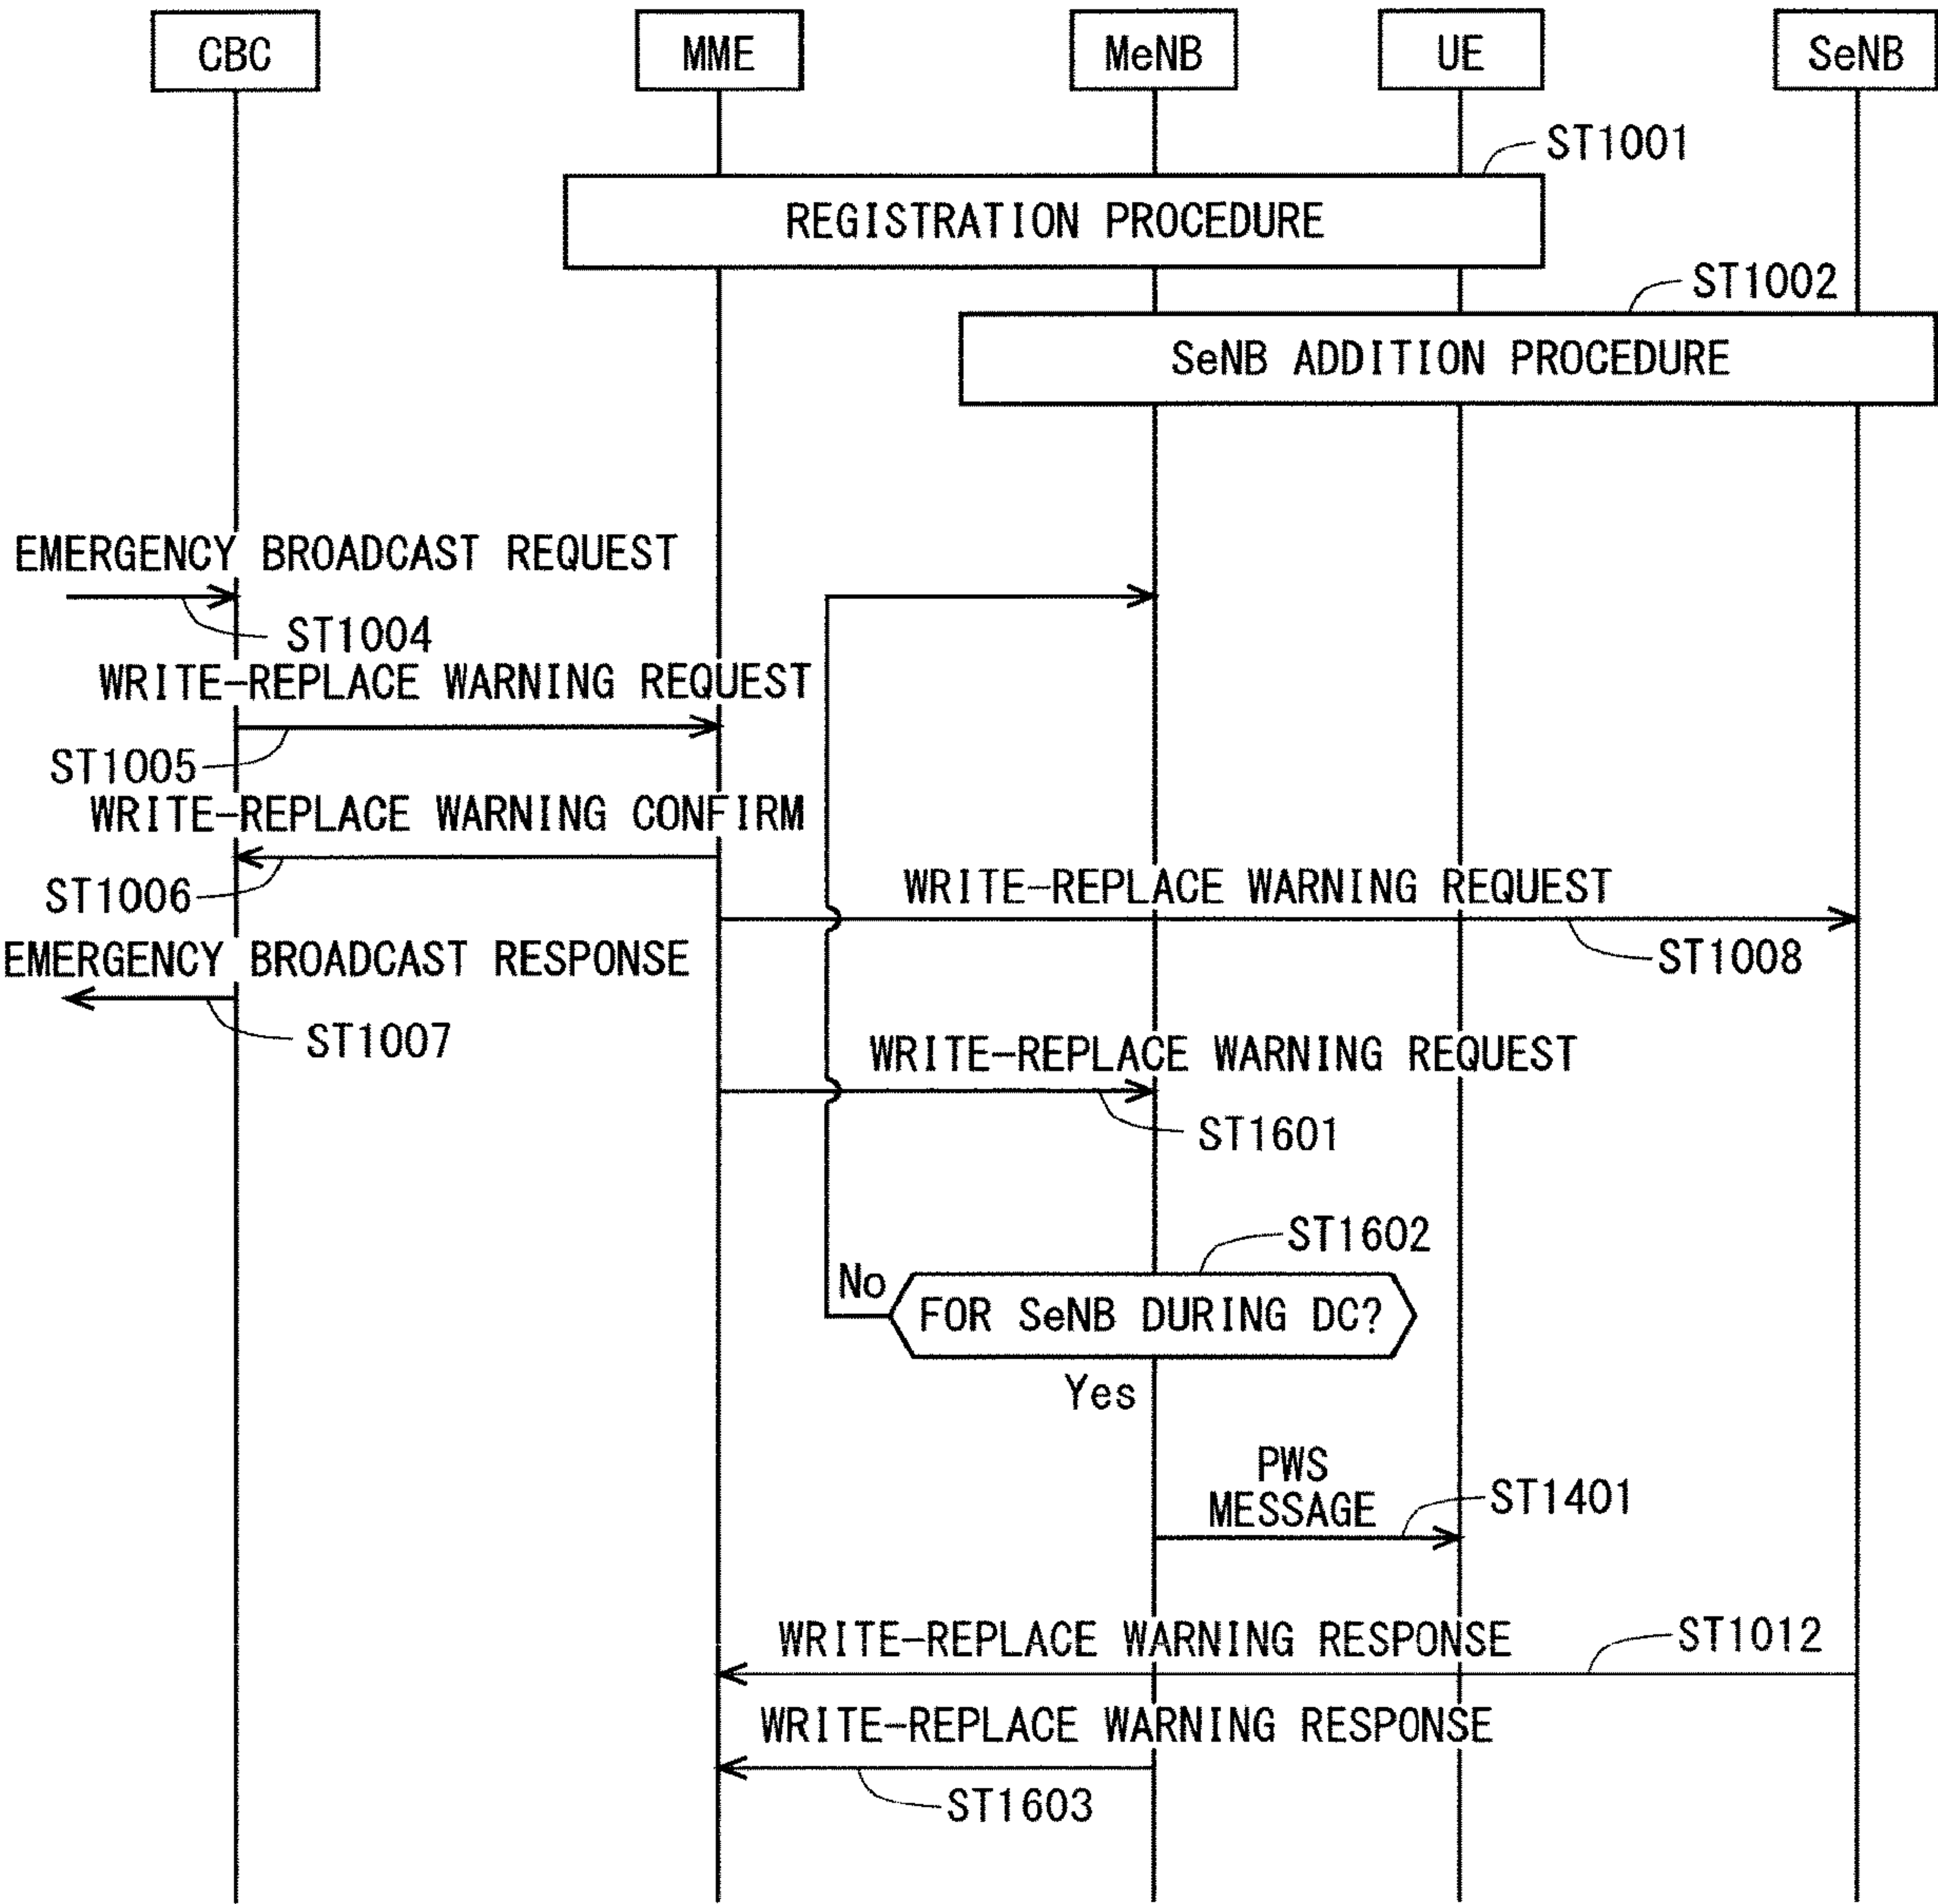 CBC
MME
MeNB
UE
SeNB
ST1001
REGISTRATION PROCEDURE
ST1002
SeNB ADDITION PROCEDURE
EMERGENCY BROADCAST REQUEST
ST1004
WRITE-REPLACE WARNING REQUEST
ST1005
WRITE-REPLACE WARNING CONFIRM
ST1006
WRITE-REPLACE WARNING REQUEST
ST1008
EMERGENCY BROADCAST RESPONSE
ST1007
WRITE-REPLACE WARNING REQUEST
ST1601
ST1602
No
FOR SeNB DURING DC?
Yes
PWS
MESSAGE
ST1401
WRITE-REPLACE WARNING RESPONSE
ST1012
WRITE-REPLACE WARNING RESPONSE
ST1603